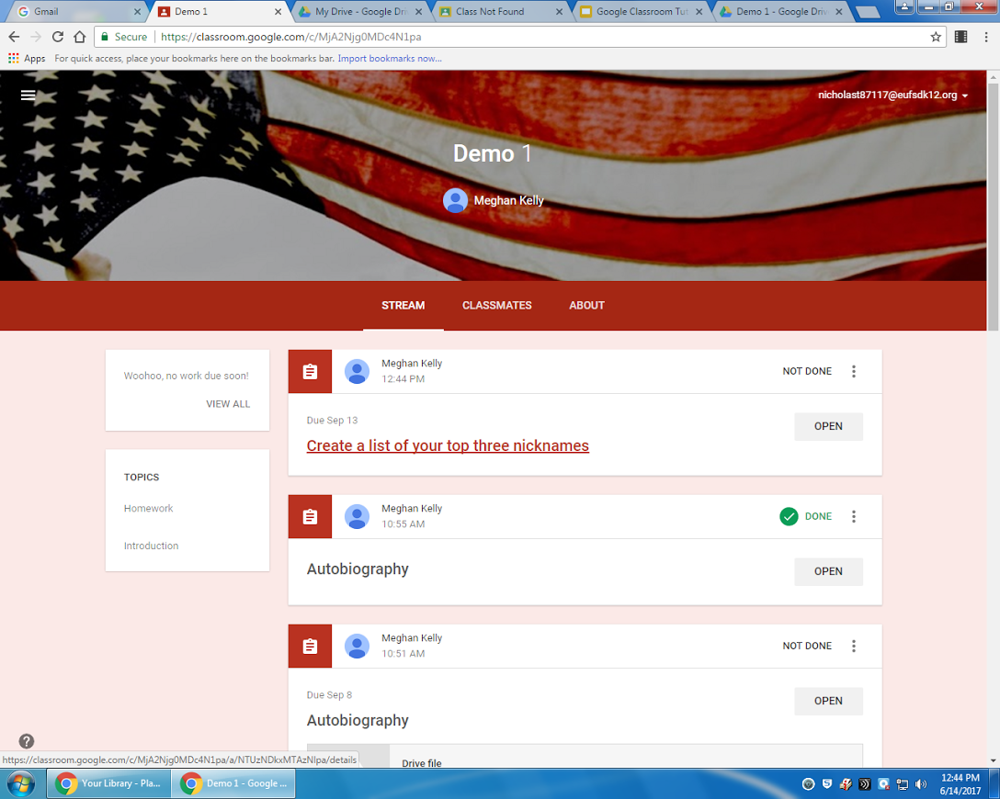 Gmail
Demo 1
My Drive - Google Dri
Class Not Found
Google Classroom Tut
Demo 1 - Google Driv
Secure
https://classroom.google.com/c/MjA2Njg0MDc4N1pa
Apps
For quick access, place your bookmarks here on the bookmarks bar. Import bookmarks now...
nicholast87117@eufsdk12.org
Demo 1
Meghan Kelly
STREAM
CLASSMATES
ABOUT
Woohoo, no work due soon!
VIEW ALL
TOPICS
Homework
Introduction
Meghan Kelly
12:44 PM
NOT DONE
Due Sep 13
OPEN
Create a list of your top three nicknames
Meghan Kelly
10:55 AM
DONE
Autobiography
OPEN
Meghan Kelly
10:51 AM
NOT DONE
Due Sep 8
OPEN
Autobiography
Drive file
https://classroom.google.com/c/MjA2Njg0MDc4N1pa/a/NTUzNDkxMTAzNlpa/details
Your Library - Pla...
Demo 1 - Google ...
12:44 PM
6/14/2017